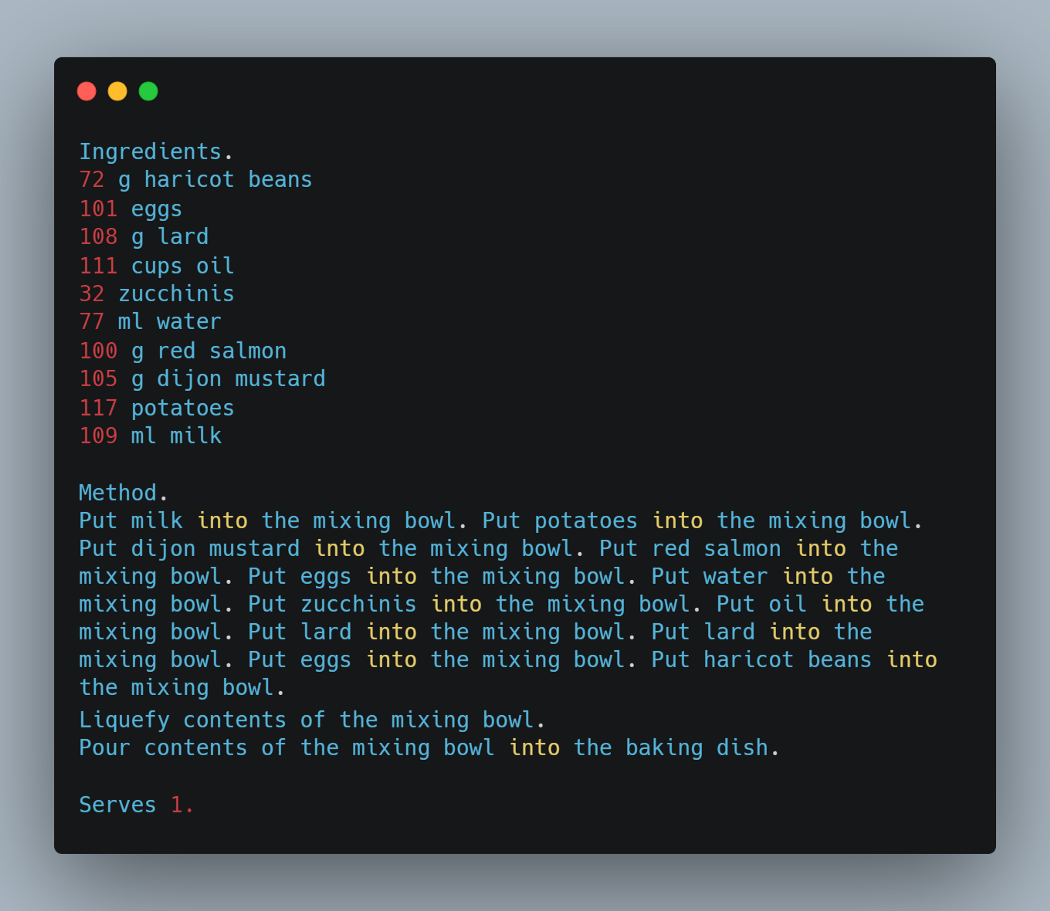 Ingredients.
72 g haricot beans
101 eggs
108 g lard
111 cups oil
32 zucchinis
77 ml water
100 g red salmon
105 g dijon mustard
117 potatoes
109 ml milk
Method.
Put milk into the mixing bowl. Put potatoes into the mixing bowl.
Put dijon mustard into the mixing bowl. Put red salmon into the
mixing bowl. Put eggs into the mixing bowl. Put water into the
mixing bowl. Put zucchinis into the mixing bowl. Put oil into the
mixing bowl. Put lard into the mixing bowl. Put lard into the
mixing bowl. Put eggs into the mixing bowl. Put haricot beans into
the mixing bowl.
Liquefy contents of the mixing bowl.
Pour contents of the mixing bowl into the baking dish.
Serves 1.